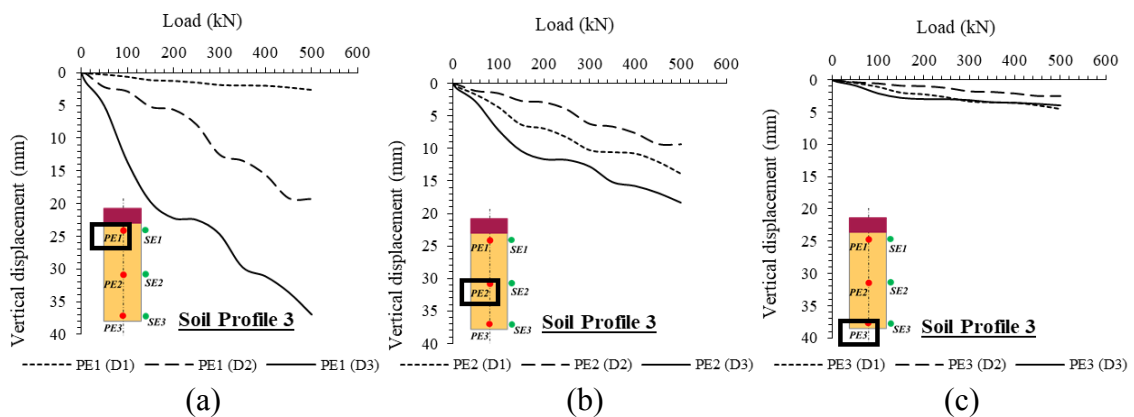 Load (kN)
0 100 200 300 400 500 600
Vertical displacement (mm)
0
5
10
15
20
25
30
35
40
PE1
PE2
PE3
SE1
SE2
SE3
Soil Profile 3
PE1 (D1) PE1 (D2) PE1 (D3)
(a)
Load (kN)
0 100 200 300 400 500 600
Vertical displacement (mm)
0
5
10
15
20
25
30
35
40
PE1
PE2
PE3
SE1
SE2
SE3
Soil Profile 3
PE2 (D1) PE2 (D2) PE2 (D3)
(b)
Load (kN)
0 100 200 300 400 500 600
Vertical displacement (mm)
0
5
10
15
20
25
30
35
40
PE1
PE2
PE3
SE1
SE2
SE3
Soil Profile 3
PE3 (D1) PE3 (D2) PE3 (D3)
(c)